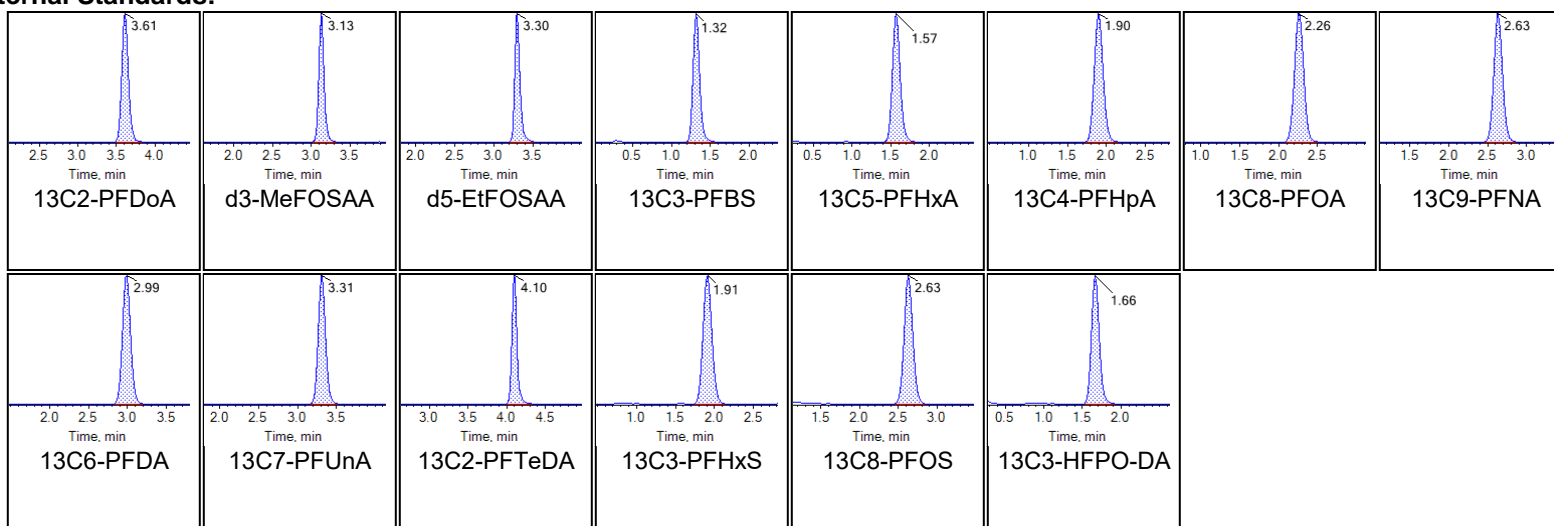 Internal Standards:
3.61 3.13 3.30 1.32 1.57 1.90 2.26 2.63
2.5 3.0 3.5 4.0 2.0 2.5 3.0 3.5 2.0 2.5 3.0 3.5 0.5 1.0 1.5 2.0 0.5 1.0 1.5 2.0 1.0 1.5 2.0 2.5 1.0 1.5 2.0 2.5 1.5 2.0 2.5 3.0
Time, min Time, min Time, min Time, min Time, min Time, min Time, min Time, min
13C2-PFDoA d3-MeFOSAA d5-EtFOSAA 13C3-PFBS 13C5-PFHxA 13C4-PFHpA 13C8-PFOA 13C9-PFNA
2.99 3.31 4.10 1.91 2.63 1.66
2.0 2.5 3.0 3.5 2.0 2.5 3.0 3.5 3.0 3.5 4.0 4.5 1.0 1.5 2.0 2.5 1.5 2.0 2.5 3.0 0.5 1.0 1.5 2.0
Time, min Time, min Time, min Time, min Time, min Time, min
13C6-PFDA 13C7-PFUnA 13C2-PFTeDA 13C3-PFHxS 13C8-PFOS 13C3-HFPO-DA